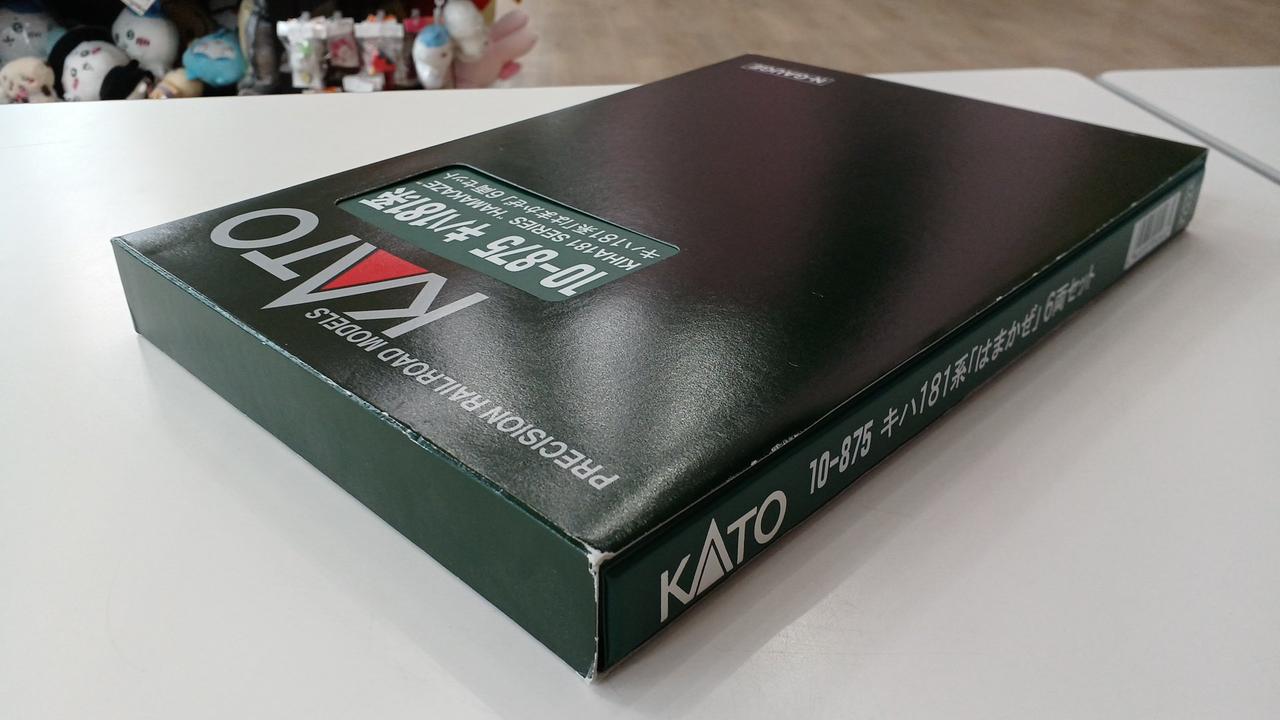 N-GAUGE
10-875 キハ181系
KIHA181 SERIES "HAMAKAZE"
キハ181系「はまかぜ」6両セット
KATO
PRECISION RAILROAD MODELS
KATO 10-875 キハ181系「はまかぜ」6両セット